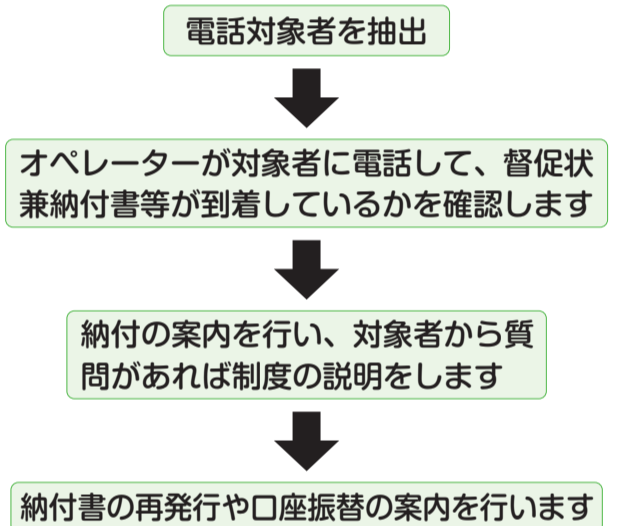 電話対象者を抽出
オペレーターが対象者に電話して、督促状
兼納付書等が到着しているかを確認します
納付の案内を行い、対象者から質
問があれば制度の説明をします
納付書の再発行や口座振替の案内を行います